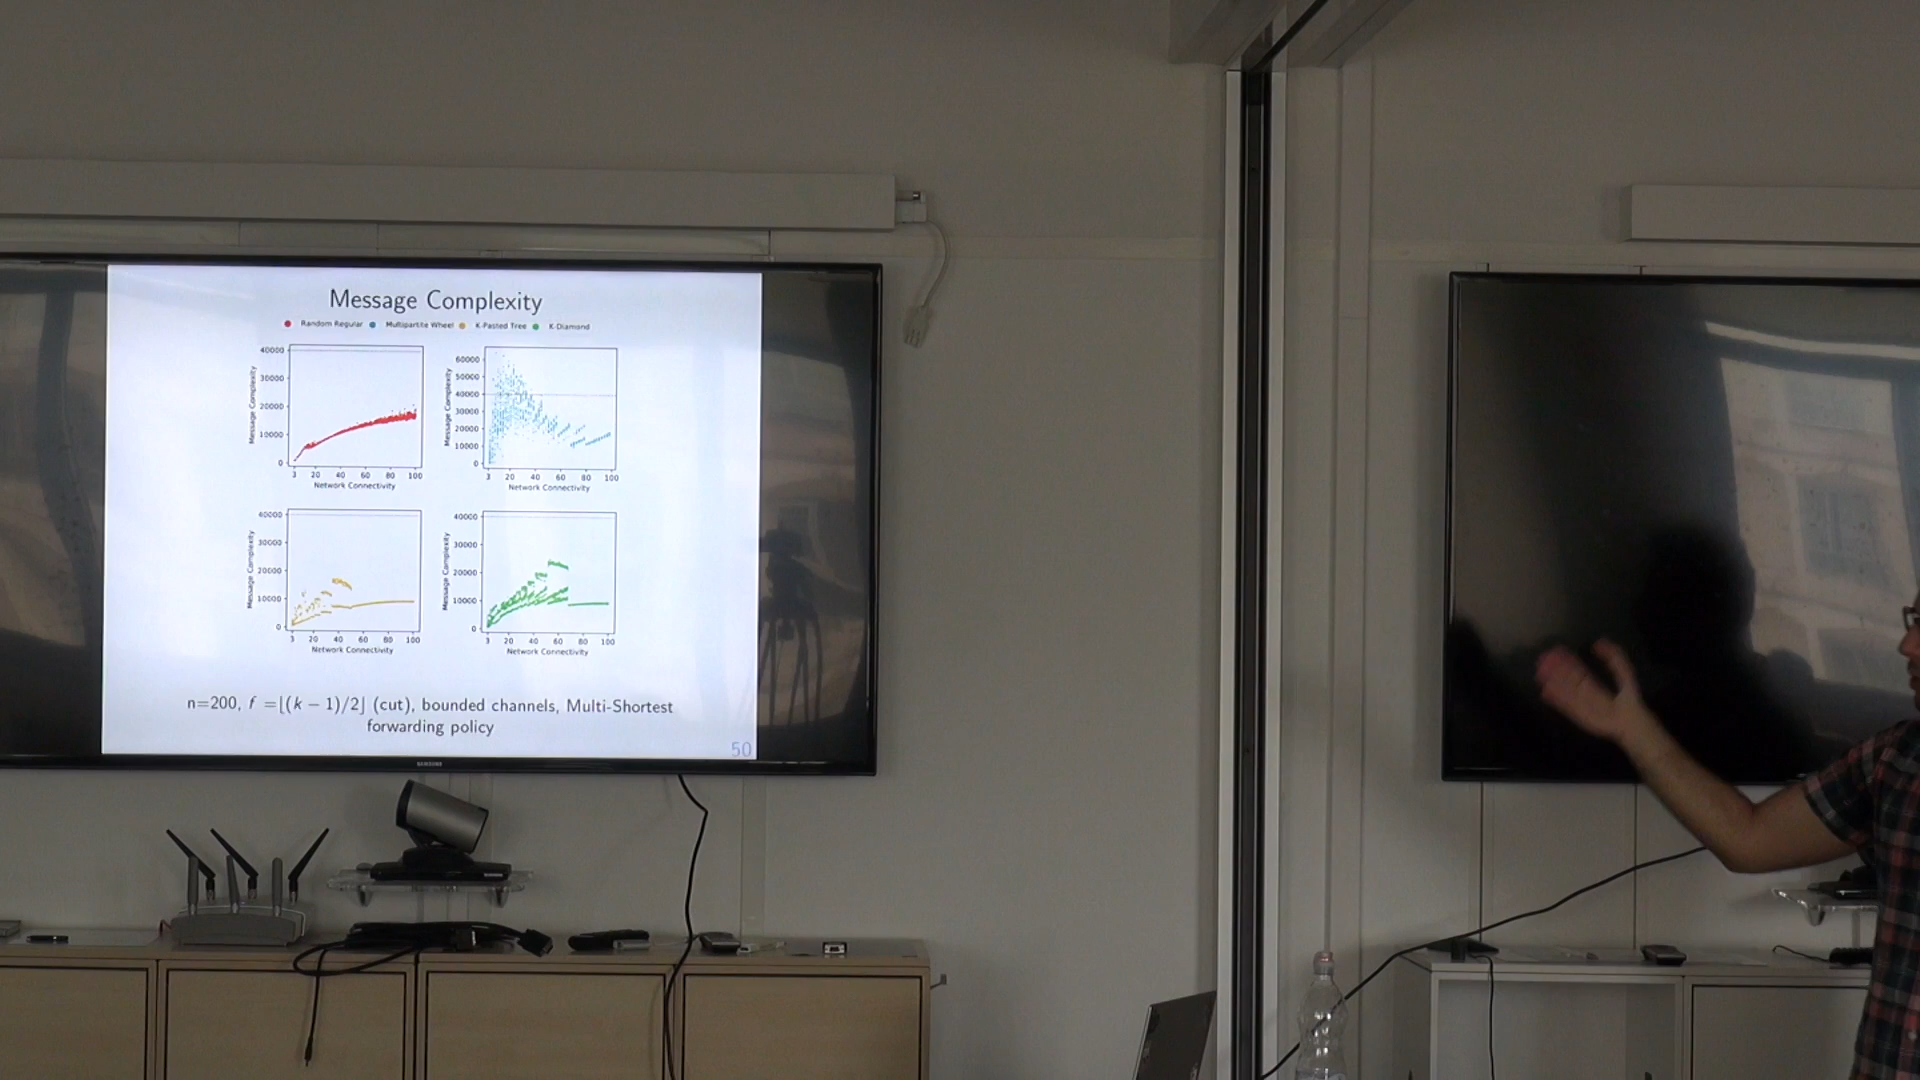 Message Complexity
Random Regular Multipartite Wheel K-Pasted Tree K-Diamond
40000
30000
20000
10000
0
Message Complexity
3 20 40 60 80 100
Network Connectivity
60000
50000
40000
30000
20000
10000
0
Message Complexity
3 20 40 60 80 100
Network Connectivity
40000
30000
20000
10000
0
Message Complexity
3 20 40 60 80 100
Network Connectivity
40000
30000
20000
10000
0
Message Complexity
3 20 40 60 80 100
Network Connectivity
n=200, f =⌊(k − 1)/2⌋ (cut), bounded channels, Multi-Shortest
forwarding policy
50
SAMSUNG